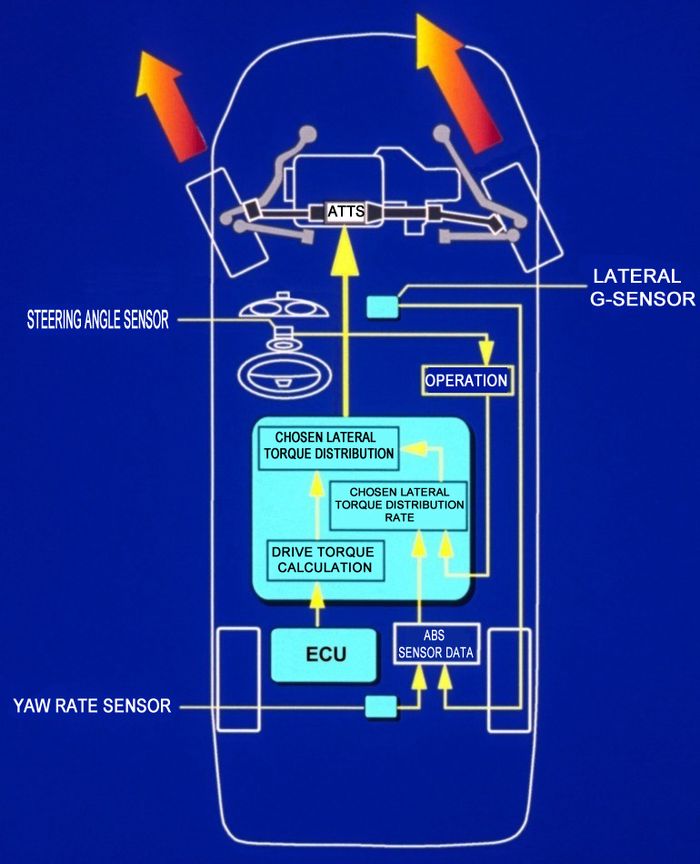 ATTS
LATERAL
G-SENSOR
STEERING ANGLE SENSOR
OPERATION
CHOSEN LATERAL
TORQUE DISTRIBUTION
CHOSEN LATERAL
TORQUE DISTRIBUTION
RATE
DRIVE TORQUE
CALCULATION
ECU
ABS
SENSOR DATA
YAW RATE SENSOR